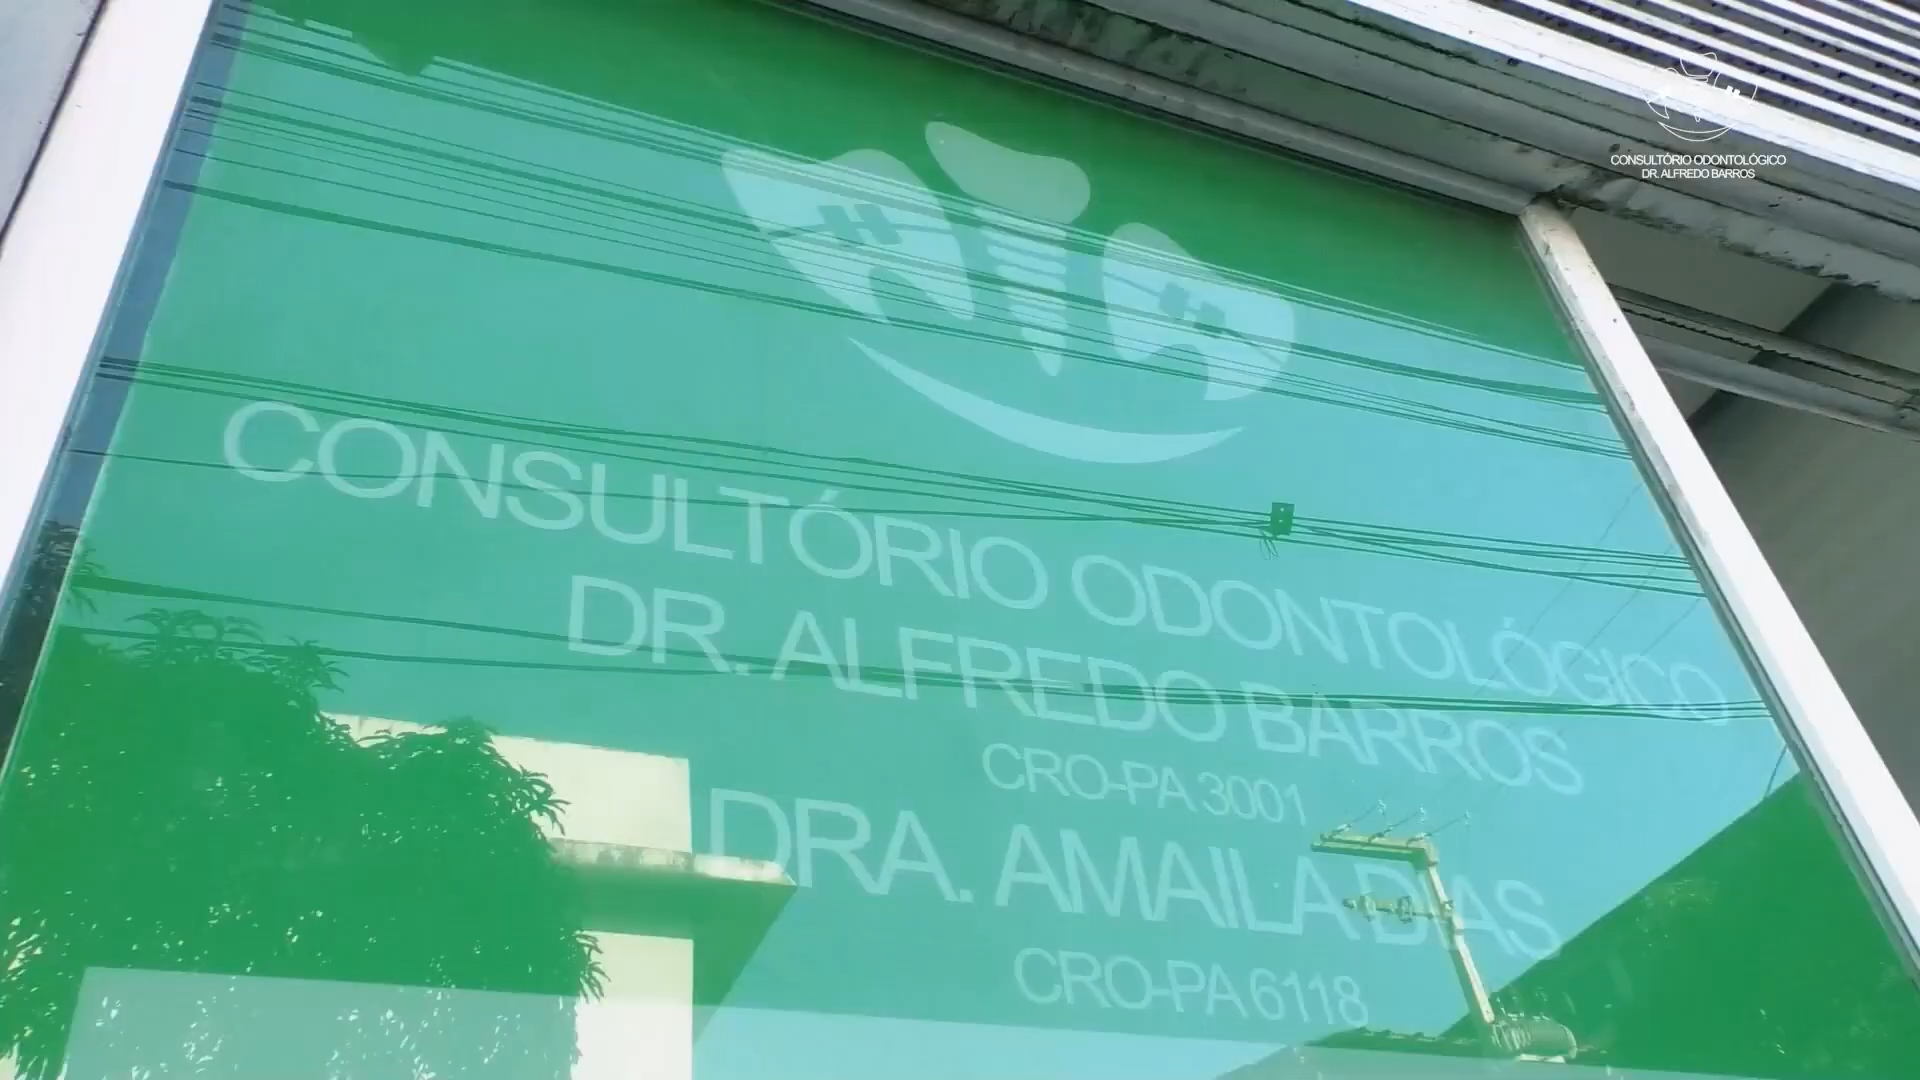 CONSULTÓRIO ODONTOLÓGICO
DR. ALFREDO BARROS
CONSULTÓRIO ODONTOLÓGICO
DR. ALFREDO BARROS
CRO-PA 3001
DRA. AMAILA DIAS
CRO-PA 6118